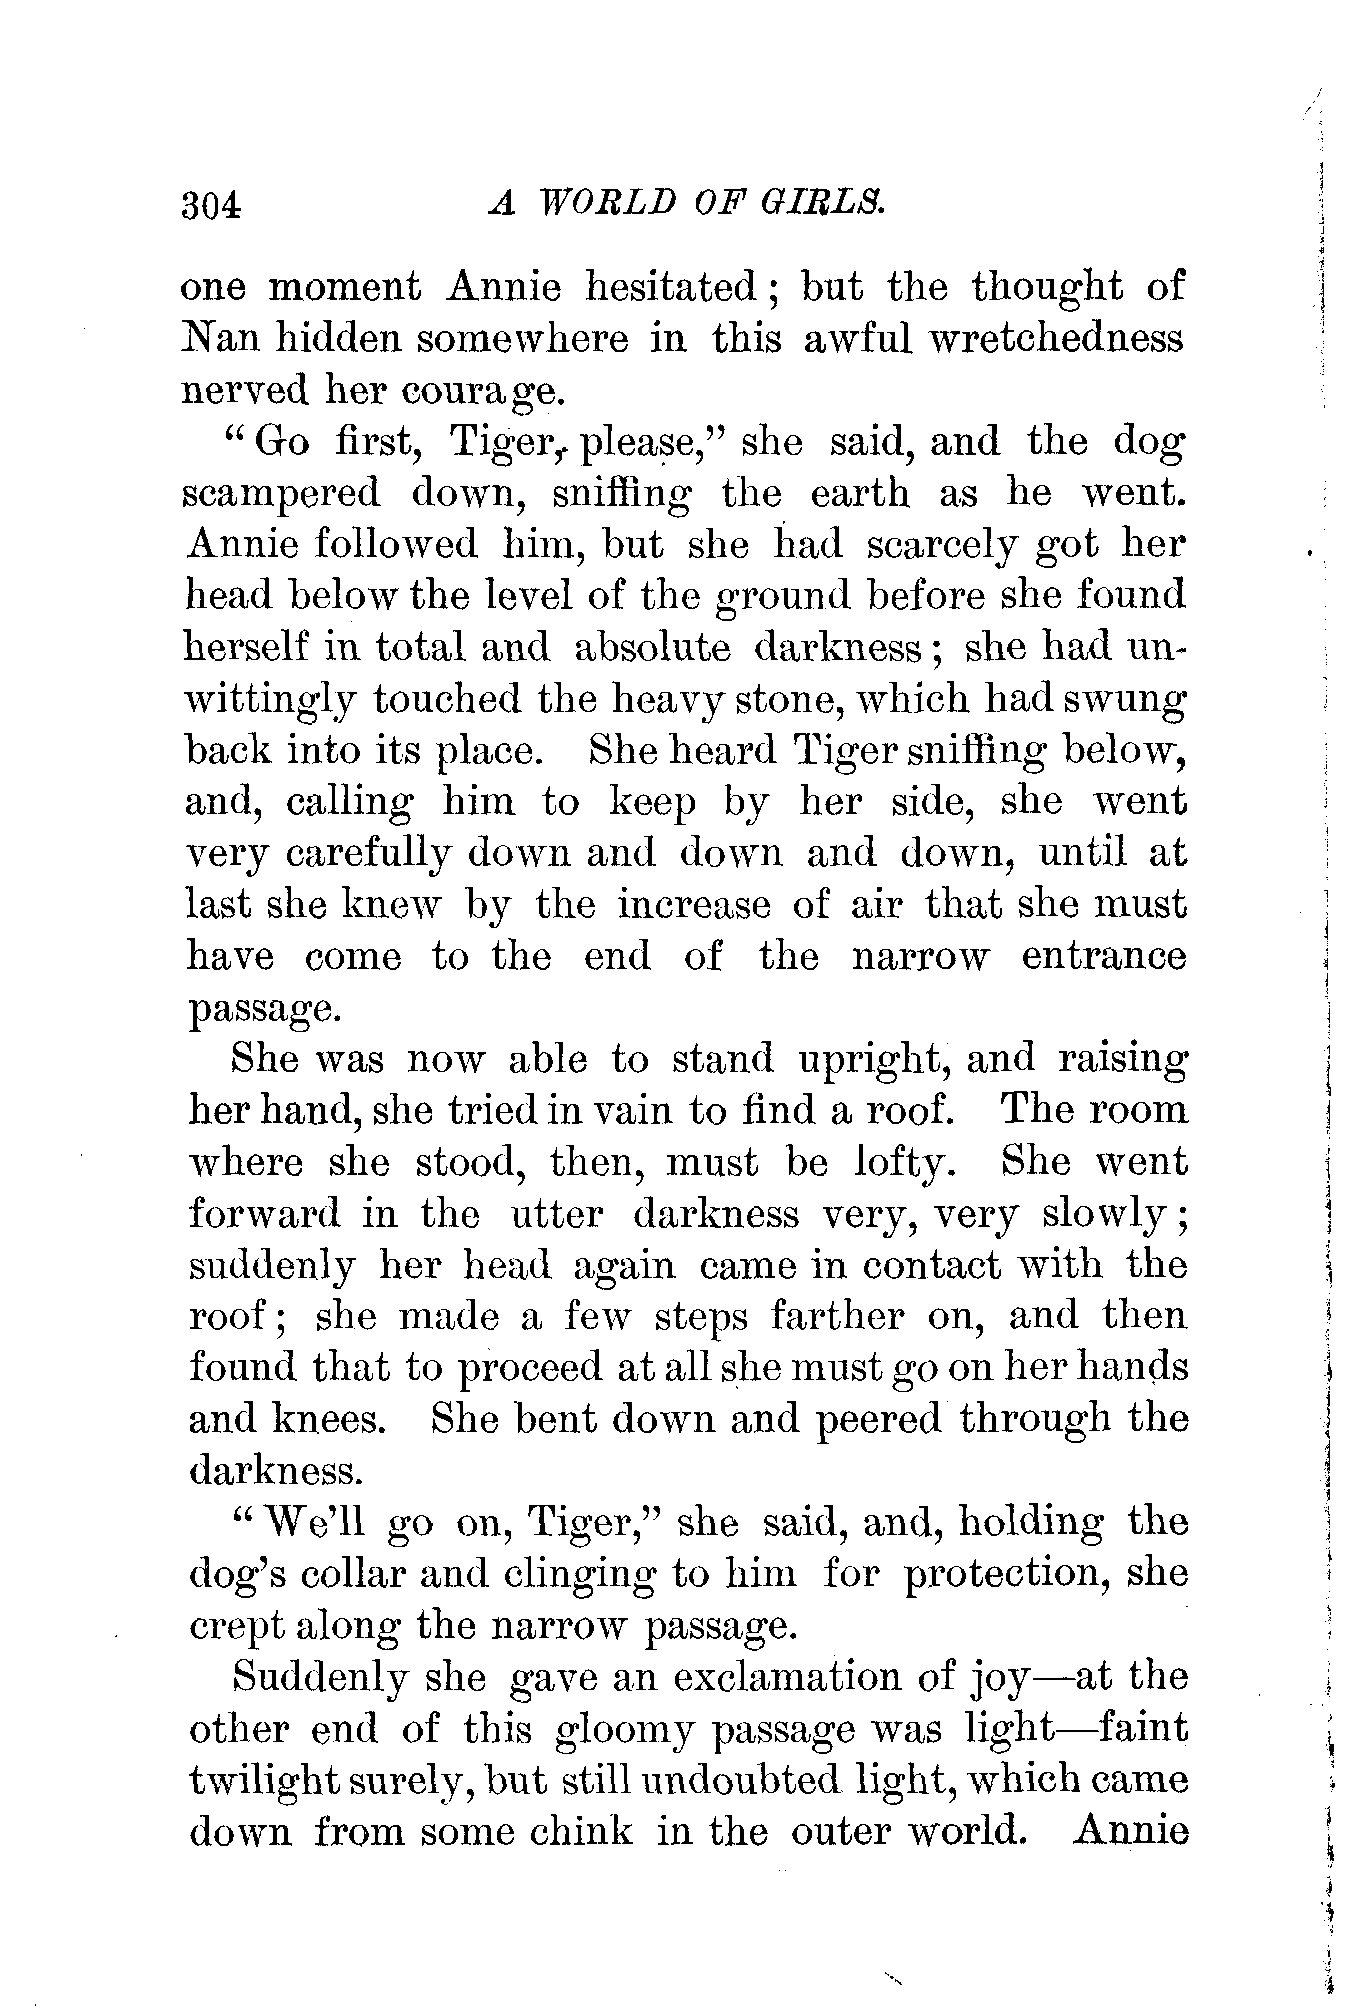 304 A WORLD OF GIRLS.
one moment Annie hesitated; but the thought of
Nan hidden somewhere in this awful wretchedness
nerved her courage.
"Go first, Tiger, please," she said, and the dog
scampered down, sniffing the earth as he went.
Annie followed him, but she had scarcely got her
head below the level of the ground before she found
herself in total and absolute darkness; she had un-
wittingly touched the heavy stone, which had swung
back into its place. She heard Tiger sniffing below,
and, calling him to keep by her side, she went
very carefully down and down and down, until at
last she knew by the increase of air that she must
have come to the end of the narrow entrance
passage.
She was now able to stand upright, and raising
her hand, she tried in vain to find a roof. The room
where she stood, then, must be lofty. She went
forward in the utter darkness very, very slowly;
suddenly her head again came in contact with the
roof; she made a few steps farther on, and then
found that to proceed at all she must go on her hands
and knees. She bent down and peered through the
darkness.
"We'll go on, Tiger," she said, and, holding the
dog's collar and clinging to him for protection, she
crept along the narrow passage.
Suddenly she gave an exclamation of joy—at the
other end of this gloomy passage was light—faint
twilight surely, but still undoubted light, which came
down from some chink in the outer world. Annie